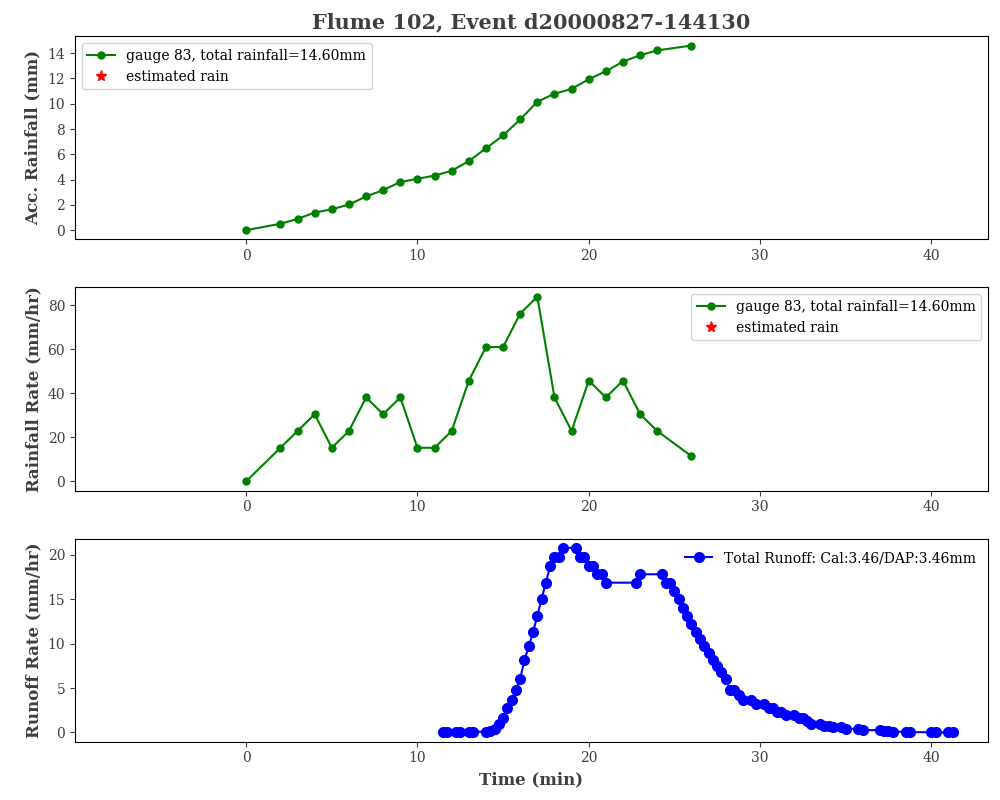 Flume 102, Event d20000827-144130
Acc. Rainfall (mm)
14
12
10
8
6
4
2
0
gauge 83, total rainfall=14.60mm
estimated rain
0 10 20 30 40
Rainfall Rate (mm/hr)
80
60
40
20
0
gauge 83, total rainfall=14.60mm
estimated rain
0 10 20 30 40
Runoff Rate (mm/hr)
20
15
10
5
0
Total Runoff: Cal:3.46/DAP:3.46mm
0 10 20 30 40
Time (min)